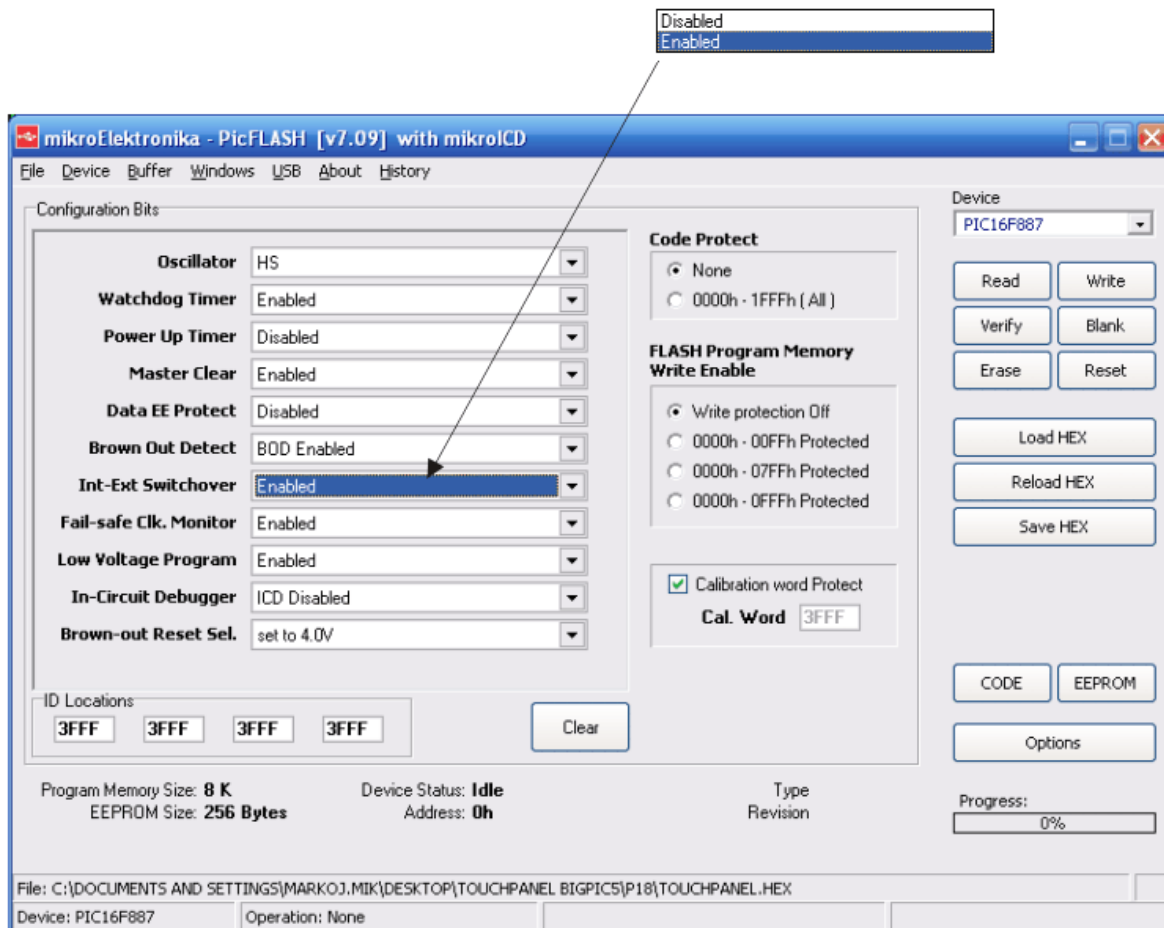 Disabled
Enabled
mikroElektronika - PicFLASH [v7.09] with mikroICD
File Device Buffer Windows USB About History
Configuration Bits
Oscillator HS
Watchdog Timer Enabled
Power Up Timer Disabled
Master Clear Enabled
Data EE Protect Disabled
Brown Out Detect BOD Enabled
Int-Ext Switchover Enabled
Fail-safe Clk. Monitor Enabled
Low Voltage Program Enabled
In-Circuit Debugger ICD Disabled
Brown-out Reset Sel. set to 4.0V
ID Locations
3FFF 3FFF 3FFF 3FFF
Clear
Code Protect
None
0000h - 1FFFh ( All )
FLASH Program Memory
Write Enable
Write protection Off
0000h - 00FFh Protected
0000h - 07FFh Protected
0000h - 0FFFh Protected
Calibration word Protect
Cal. Word 3FFF
Device
PIC16F887
Read Write
Verify Blank
Erase Reset
Load HEX
Reload HEX
Save HEX
CODE EEPROM
Options
Progress:
0%
Program Memory Size: 8 K Device Status: Idle Type
EEPROM Size: 256 Bytes Address: 0h Revision
File: C:\DOCUMENTS AND SETTINGS\MARKOJ.MIK\DESKTOP\TOUCHPANEL BIGPIC5\P18\TOUCHPANEL.HEX
Device: PIC16F887 Operation: None